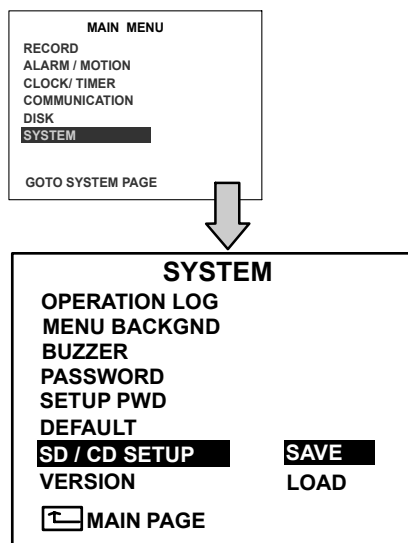 MAIN MENU
RECORD
ALARM / MOTION
CLOCK/ TIMER
COMMUNICATION
DISK
SYSTEM
GOTO SYSTEM PAGE
SYSTEM
OPERATION LOG
MENU BACKGND
BUZZER
PASSWORD
SETUP PWD
DEFAULT
SD / CD SETUP SAVE
VERSION LOAD
MAIN PAGE